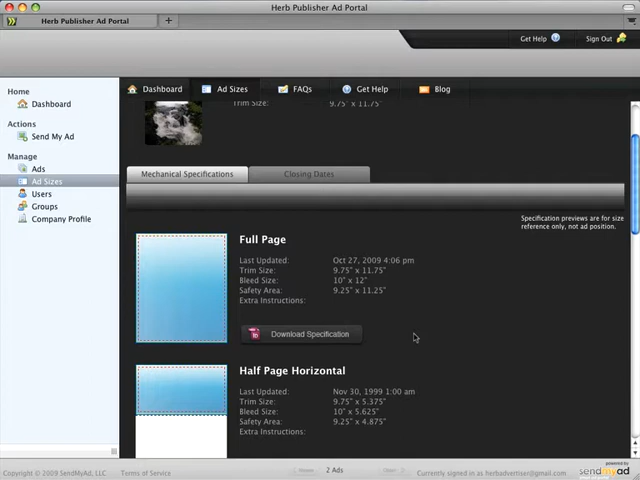 Herb Publisher Ad Portal
Herb Publisher Ad Portal
Get Help
Sign Out
Home
Dashboard
Actions
Send My Ad
Manage
Ads
Ad Sizes
Users
Groups
Company Profile
Dashboard
Ad Sizes
FAQs
Get Help
Blog
Trim Size: 9.75" x 11.75"
Mechanical Specifications
Closing Dates
Specification previews are for size
reference only, not ad position.
Full Page
Last Updated: Oct 27, 2009 4:06 pm
Trim Size: 9.75" x 11.75"
Bleed Size: 10" x 12"
Safety Area: 9.25" x 11.25"
Extra Instructions:
Download Specification
Half Page Horizontal
Last Updated: Nov 30, 1999 1:00 am
Trim Size: 9.75" x 5.375"
Bleed Size: 10" x 5.625"
Safety Area: 9.25" x 4.875"
Extra Instructions:
Copyright © 2009 SendMyAd, LLC
Terms of Service
2 Ads
Currently signed in as herbadvertiser@gmail.com
powered by
sendmyad